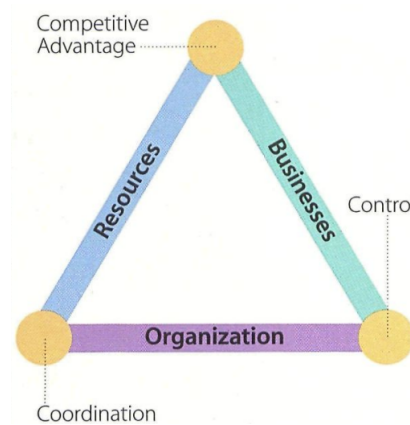 Competitive
Advantage
Resources
Businesses
Contro
Organization
Coordination